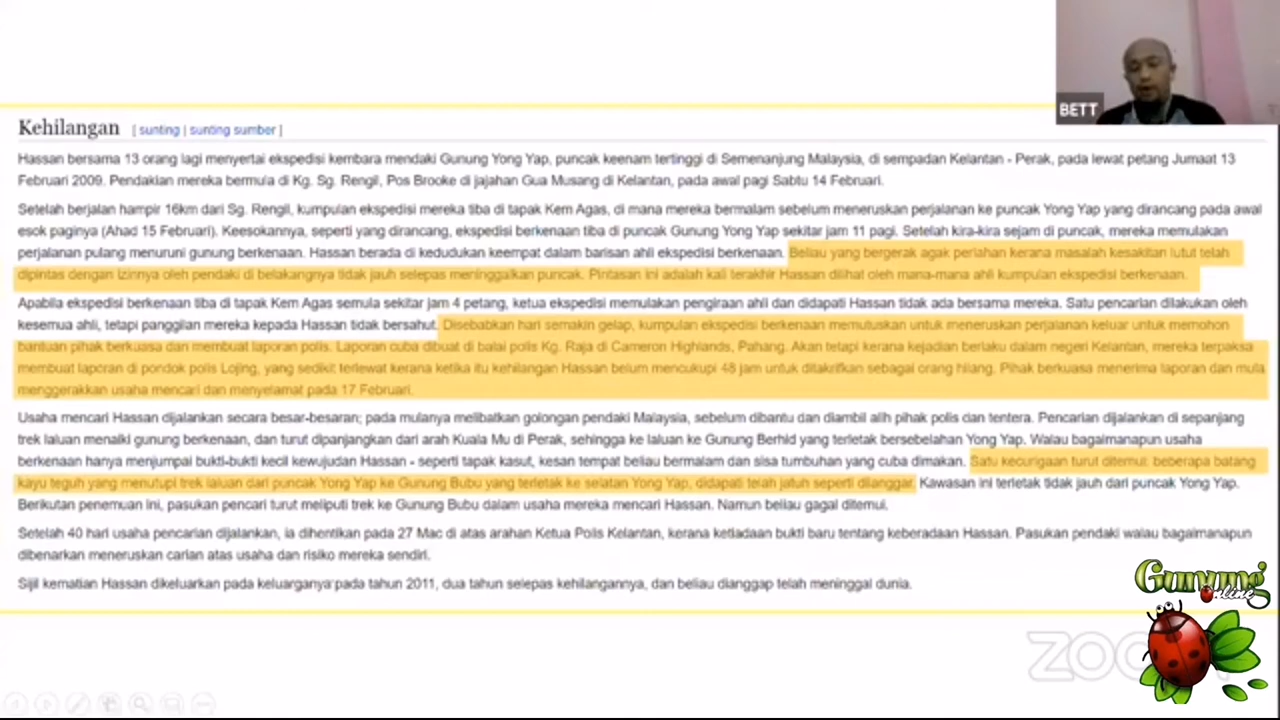 BETT
Kehilangan [ sunting | sunting sumber ]
Hassan bersama 13 orang lagi menyertai ekspedisi kembara mendaki Gunung Yong Yap, puncak keenam tertinggi di Semenanjung Malaysia, di sempadan Kelantan - Perak, pada lewat petang Jumaat 13
Februari 2009. Pendakian mereka bermula di Kg. Sg. Rengil, Pos Brooke di jajahan Gua Musang di Kelantan, pada awal pagi Sabtu 14 Februari.
Setelah berjalan hampir 16km dari Sg. Rengil, kumpulan ekspedisi mereka tiba di tapak Kem Agas, di mana mereka bermalam sebelum meneruskan perjalanan ke puncak Yong Yap yang dirancang pada awal
esok paginya (Ahad 15 Februari). Keesokannya, seperti yang dirancang, ekspedisi berkenaan tiba di puncak Gunung Yong Yap sekitar jam 11 pagi. Setelah kira-kira sejam di puncak, mereka memulakan
perjalanan pulang menuruni gunung berkenaan. Hassan berada di kedudukan keempat dalam barisan ahli ekspedisi berkenaan. Beliau yang bergerak agak perlahan kerana masalah kesakitan lutut telah
dipintas dengan izinnya oleh pendaki di belakangnya tidak jauh selepas meninggalkan puncak. Pintasan ini adalah kali terakhir Hassan dilihat oleh mana-mana ahli kumpulan ekspedisi berkenaan.
Apabila ekspedisi berkenaan tiba di tapak Kem Agas semula sekitar jam 4 petang, ketua ekspedisi memulakan pengiraan ahli dan didapati Hassan tidak ada bersama mereka. Satu pencarian dilakukan oleh
kesemua ahli, tetapi panggilan mereka kepada Hassan tidak bersahut. Disebabkan hari semakin gelap, kumpulan ekspedisi berkenaan memutuskan untuk meneruskan perjalanan keluar untuk memohon
bantuan pihak berkuasa dan membuat laporan polis. Laporan cuba dibuat di balai polis Kg. Raja di Cameron Highlands, Pahang. Akan tetapi kerana kejadian berlaku dalam negeri Kelantan, mereka terpaksa
membuat laporan di pondok polis Lojing, yang sedikit terlewat kerana ketika itu kehilangan Hassan belum mencukupi 48 jam untuk dilakrifkan sebagai orang hilang. Pihak berkuasa menerima laporan dan mula
menggerakkan usaha mencari dan menyelamat pada 17 Februari.
Usaha mencari Hassan dijalankan secara besar-besaran; pada mulanya melibatkan golongan pendaki Malaysia, sebelum dibantu dan diambil alih pihak polis dan tentera. Pencarian dijalankan di sepanjang
trek laluan menaiki gunung berkenaan, dan turut dipanjangkan dari arah Kuala Mu di Perak, sehingga ke laluan ke Gunung Berhid yang terletak bersebelahan Yong Yap. Walau bagaimanapun usaha
berkenaan hanya menjumpai bukti-bukti kecil kewujudan Hassan - seperti tapak kasut, kesan tempat beliau bermalam dan sisa tumbuhan yang cuba dimakan. Satu kecurigaan turut ditemui: beberapa batang
kayu teguh yang menutupi trek laluan dari puncak Yong Yap ke Gunung Bubu yang terletak ke selatan Yong Yap, didapati telah jatuh seperti dilanggar. Kawasan ini terletak tidak jauh dari puncak Yong Yap.
Berikutan penemuan ini, pasukan pencari turut meliputi trek ke Gunung Bubu dalam usaha mereka mencari Hassan. Namun beliau gagal ditemui.
Setelah 40 hari usaha pencarian dijalankan, ia dihentikan pada 27 Mac di atas arahan Ketua Polis Kelantan, kerana ketiadaan bukti baru tentang keberadaan Hassan. Pasukan pendaki walau bagaimanapun
dibenarkan meneruskan carian atas usaha dan risiko mereka sendiri.
Sijil kematian Hassan dikeluarkan pada keluarganya pada tahun 2011, dua tahun selepas kehilangannya, dan beliau dianggap telah meninggal dunia.
Gunung
Online